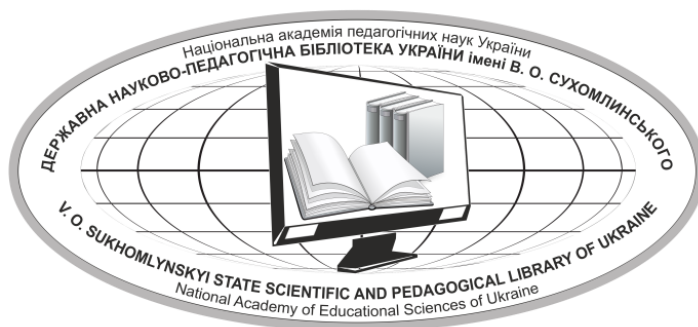 Національна академія педагогічних наук України
ДЕРЖАВНА НАУКОВО-ПЕДАГОГІЧНА БІБЛІОТЕКА УКРАЇНИ імені В. О. СУХОМЛИНСЬКОГО
V. O. SUKHOMLYNSKYI STATE SCIENTIFIC AND PEDAGOGICAL LIBRARY OF UKRAINE
National Academy of Educational Sciences of Ukraine